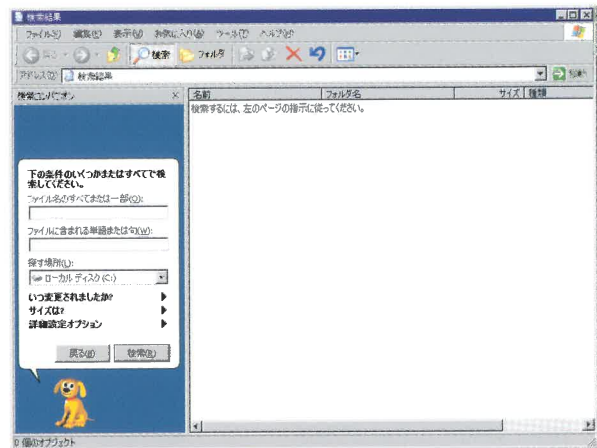 検索結果
ファイル(F) 編集(E) 表示(V) お気に入り(A) ツール(T) ヘルプ(H)
検索 フォルダ
アドレス(D) 検索結果 移動
検索コンパニオン
名前 フォルダ名 サイズ 種類
検索するには、左のページの指示に従ってください。
下の条件のいくつかまたはすべてで検
索してください。
ファイル名のすべてまたは一部(O):
ファイルに含まれる単語または句(W):
探す場所(L):
ローカル ディスク (C:)
いつ変更されましたか?
サイズは?
詳細設定オプション
戻る(B) 検索(R)
0 個のオブジェクト